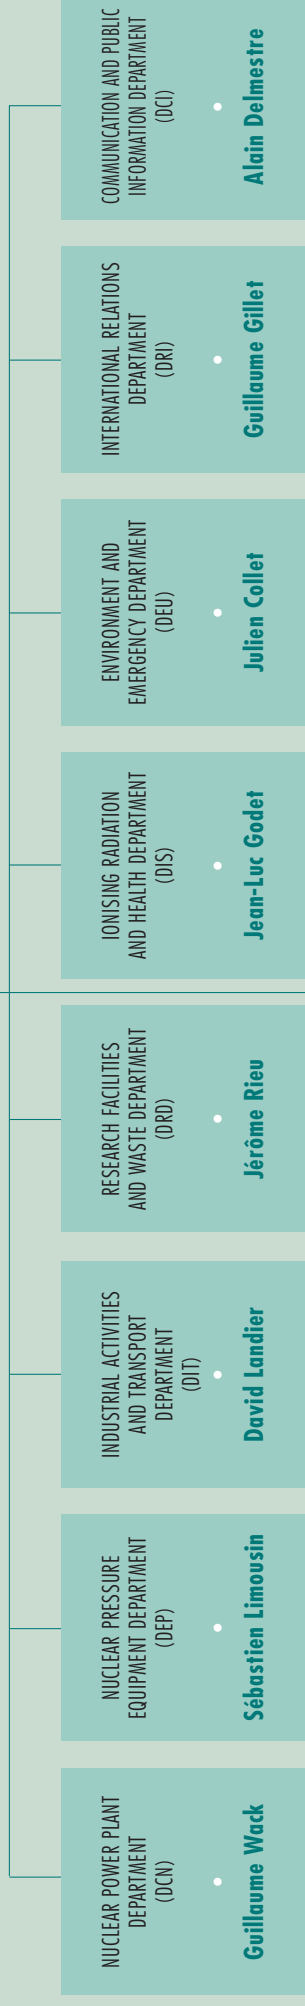 NUCLEAR POWER PLANT
DEPARTMENT
(DCN)
Guillaume Wack
NUCLEAR PRESSURE
EQUIPMENT DEPARTMENT
(DEP)
Sébastien Limousin
INDUSTRIAL ACTIVITIES
AND TRANSPORT
DEPARTMENT
(DIT)
David Landier
RESEARCH FACILITIES
AND WASTE DEPARTMENT
(DRD)
Jérôme Rieu
IONISING RADIATION
AND HEALTH DEPARTMENT
(DIS)
Jean-Luc Godet
ENVIRONMENT AND
EMERGENCY DEPARTMENT
(DEU)
Julien Collet
INTERNATIONAL RELATIONS
DEPARTMENT
(DRI)
Guillaume Gillet
COMMUNICATION AND PUBLIC
INFORMATION DEPARTMENT
(DCI)
Alain Delmestre